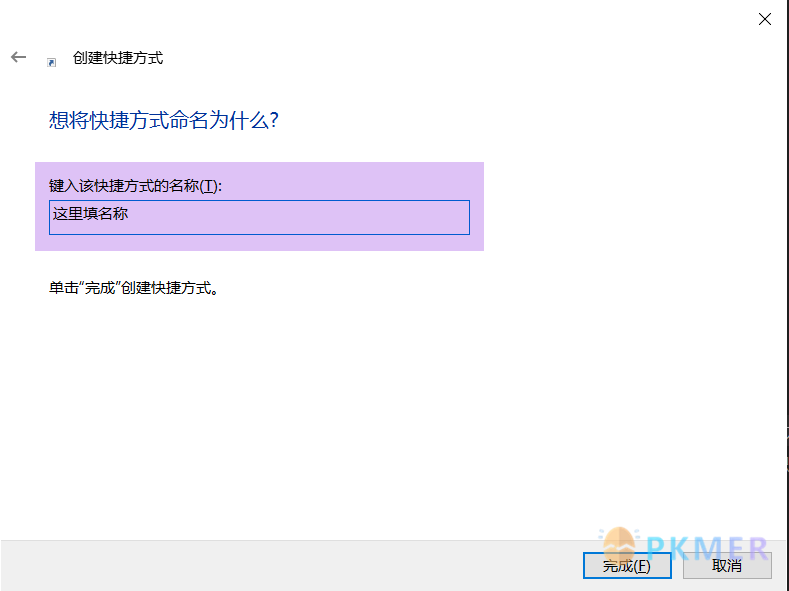 创建快捷方式
想将快捷方式命名为什么?
键入该快捷方式的名称(T):
这里填名称
单击“完成”创建快捷方式。
PKMER
完成(F)
取消